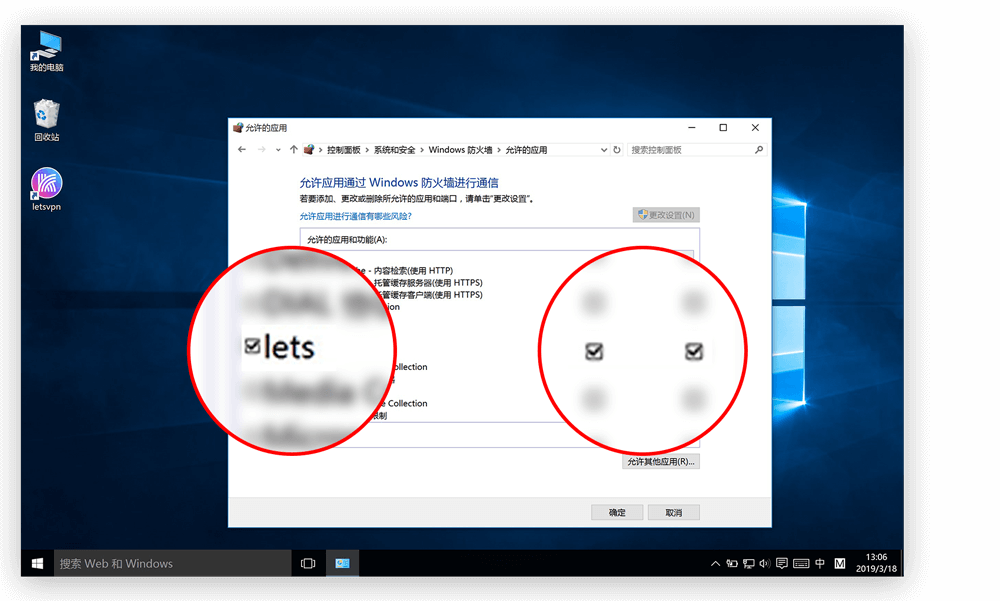 我的电脑
回收站
letsvpn
允许的应用
控制面板 > 系统和安全 > Windows 防火墙 > 允许的应用
搜索控制面板
允许应用通过 Windows 防火墙进行通信
若要添加、更改或删除所允许的应用和端口，请单击"更改设置"。
允许应用进行通信有哪些风险?
更改设置(N)
允许的应用和功能(A):
- 内容检索(使用 HTTP)
托管缓存服务器(使用 HTTPS)
托管缓存客户端(使用 HTTPS)
lets
Collection
Collection
限制
允许其他应用(R)...
确定
取消
搜索 Web 和 Windows
中
M
13:06
2019/3/18